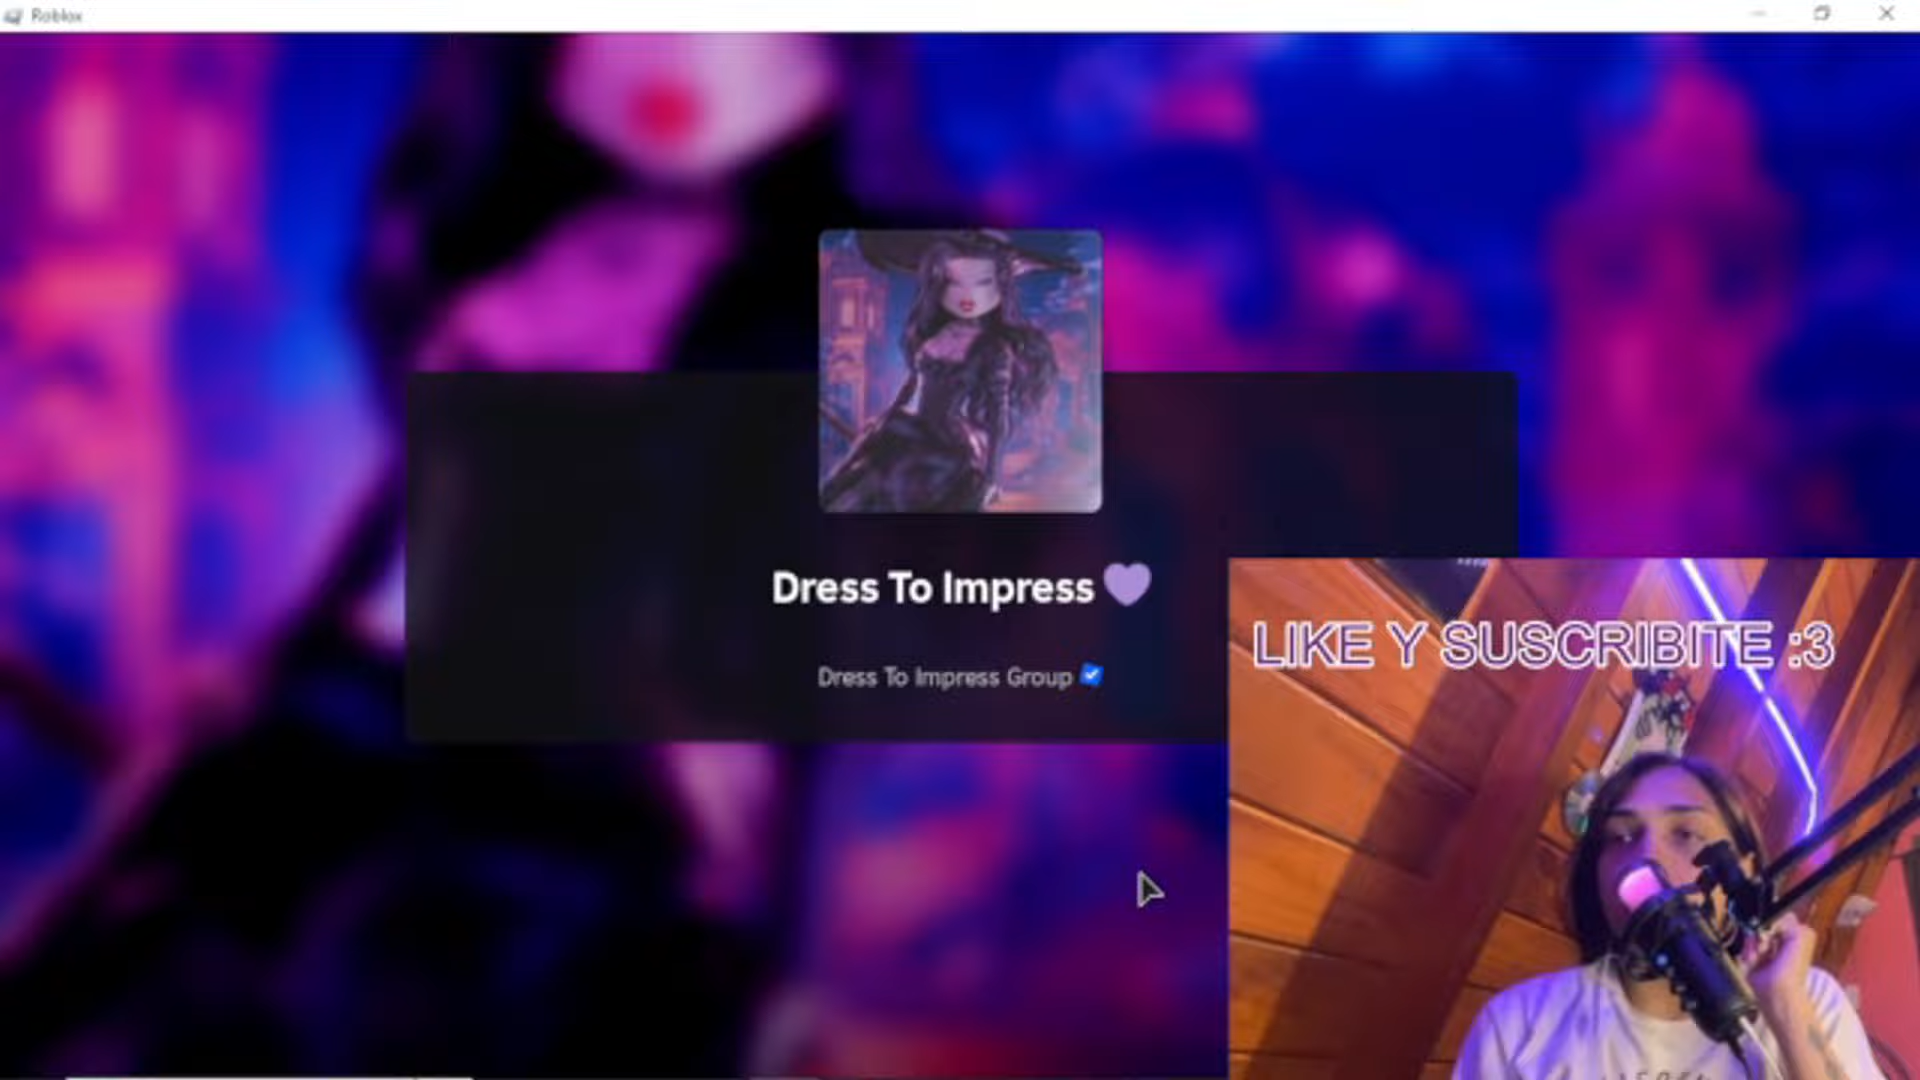 Roblox
Dress To Impress 💜
Dress To Impress Group
LIKE Y SUSCRIBITE :3